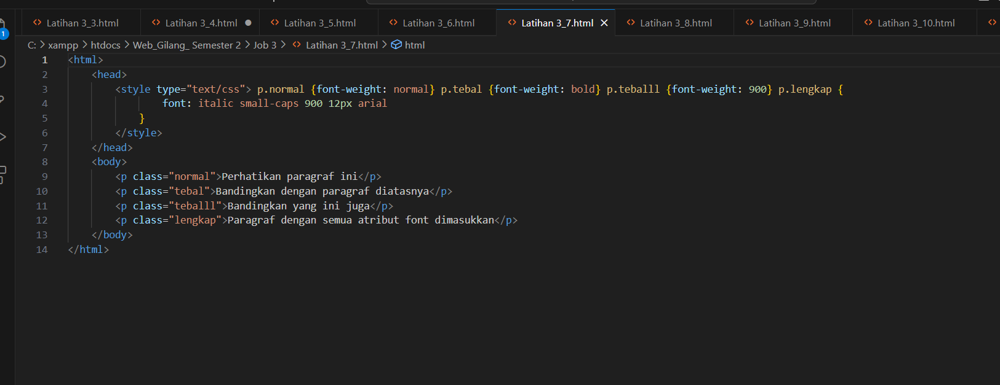 Latihan 3_3.html Latihan 3_4.html Latihan 3_5.html Latihan 3_6.html Latihan 3_7.html Latihan 3_8.html Latihan 3_9.html Latihan 3_10.html
1
C: > xampp > htdocs > Web_Gilang_ Semester 2 > Job 3 > Latihan 3_7.html > html
1 <html>
2 <head>
3 <style type="text/css"> p.normal {font-weight: normal} p.tebal {font-weight: bold} p.teballl {font-weight: 900} p.lengkap {
4 font: italic small-caps 900 12px arial
5 }
6 </style>
7 </head>
8 <body>
9 <p class="normal">Perhatikan paragraf ini</p>
10 <p class="tebal">Bandingkan dengan paragraf diatasnya</p>
11 <p class="teballl">Bandingkan yang ini juga</p>
12 <p class="lengkap">Paragraf dengan semua atribut font dimasukkan</p>
13 </body>
14 </html>